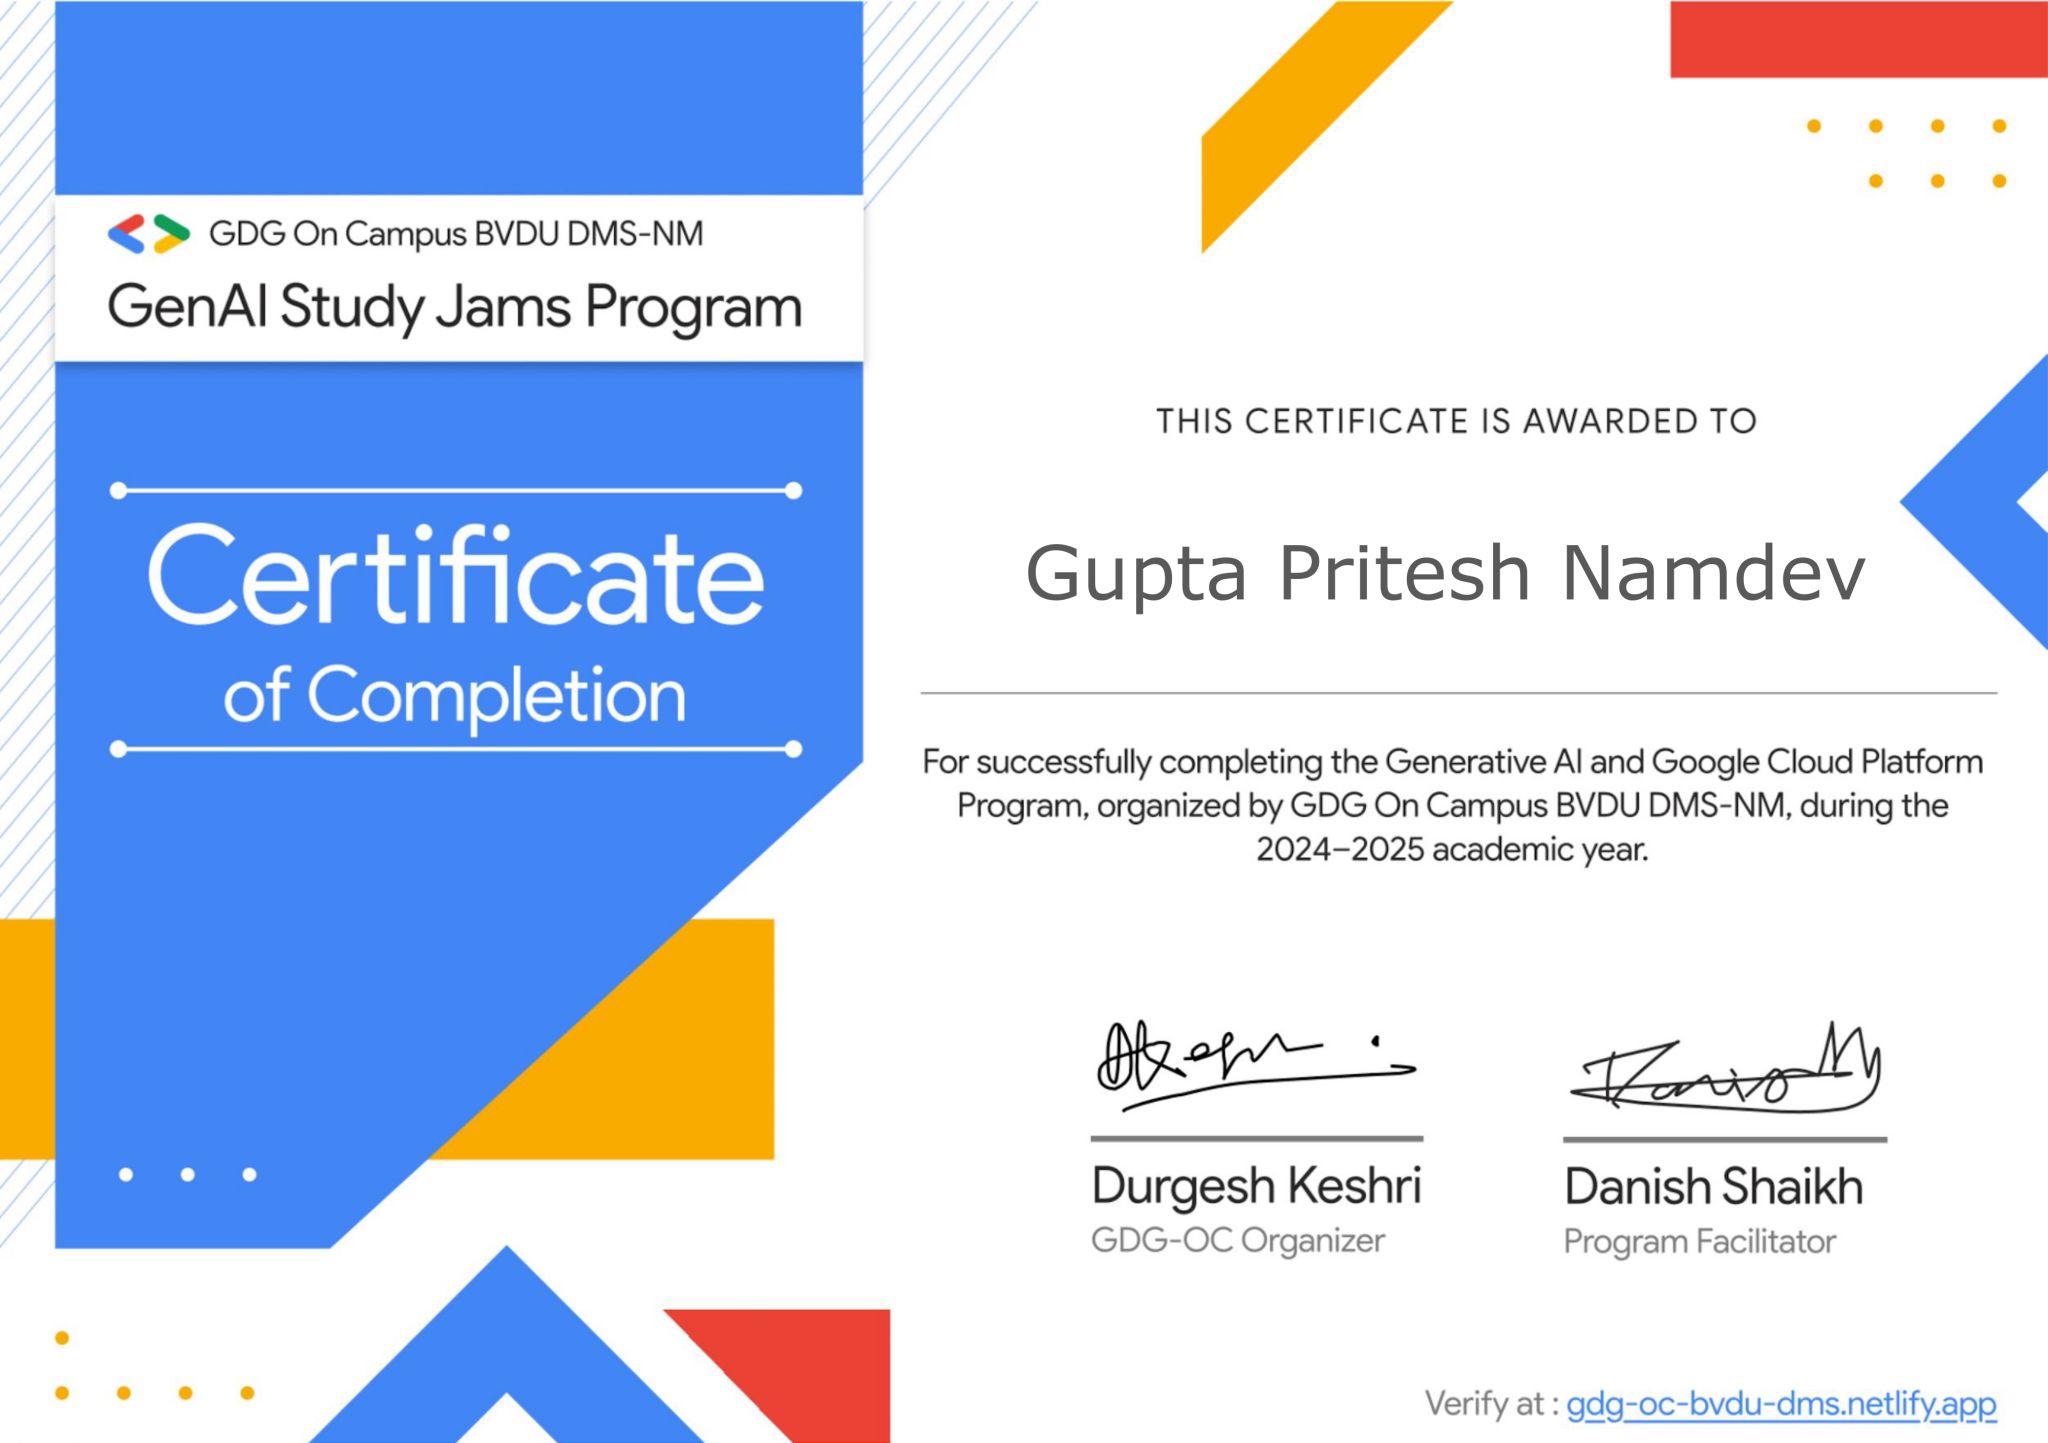 GDG On Campus BVDU DMS-NM
GenAI Study Jams Program
Certificate
of Completion
THIS CERTIFICATE IS AWARDED TO
Gupta Pritesh Namdev
For successfully completing the Generative AI and Google Cloud Platform
Program, organized by GDG On Campus BVDU DMS-NM, during the
2024–2025 academic year.
Durgesh Keshri
GDG-OC Organizer
Danish Shaikh
Program Facilitator
Verify at : gdg-oc-bvdu-dms.netlify.app